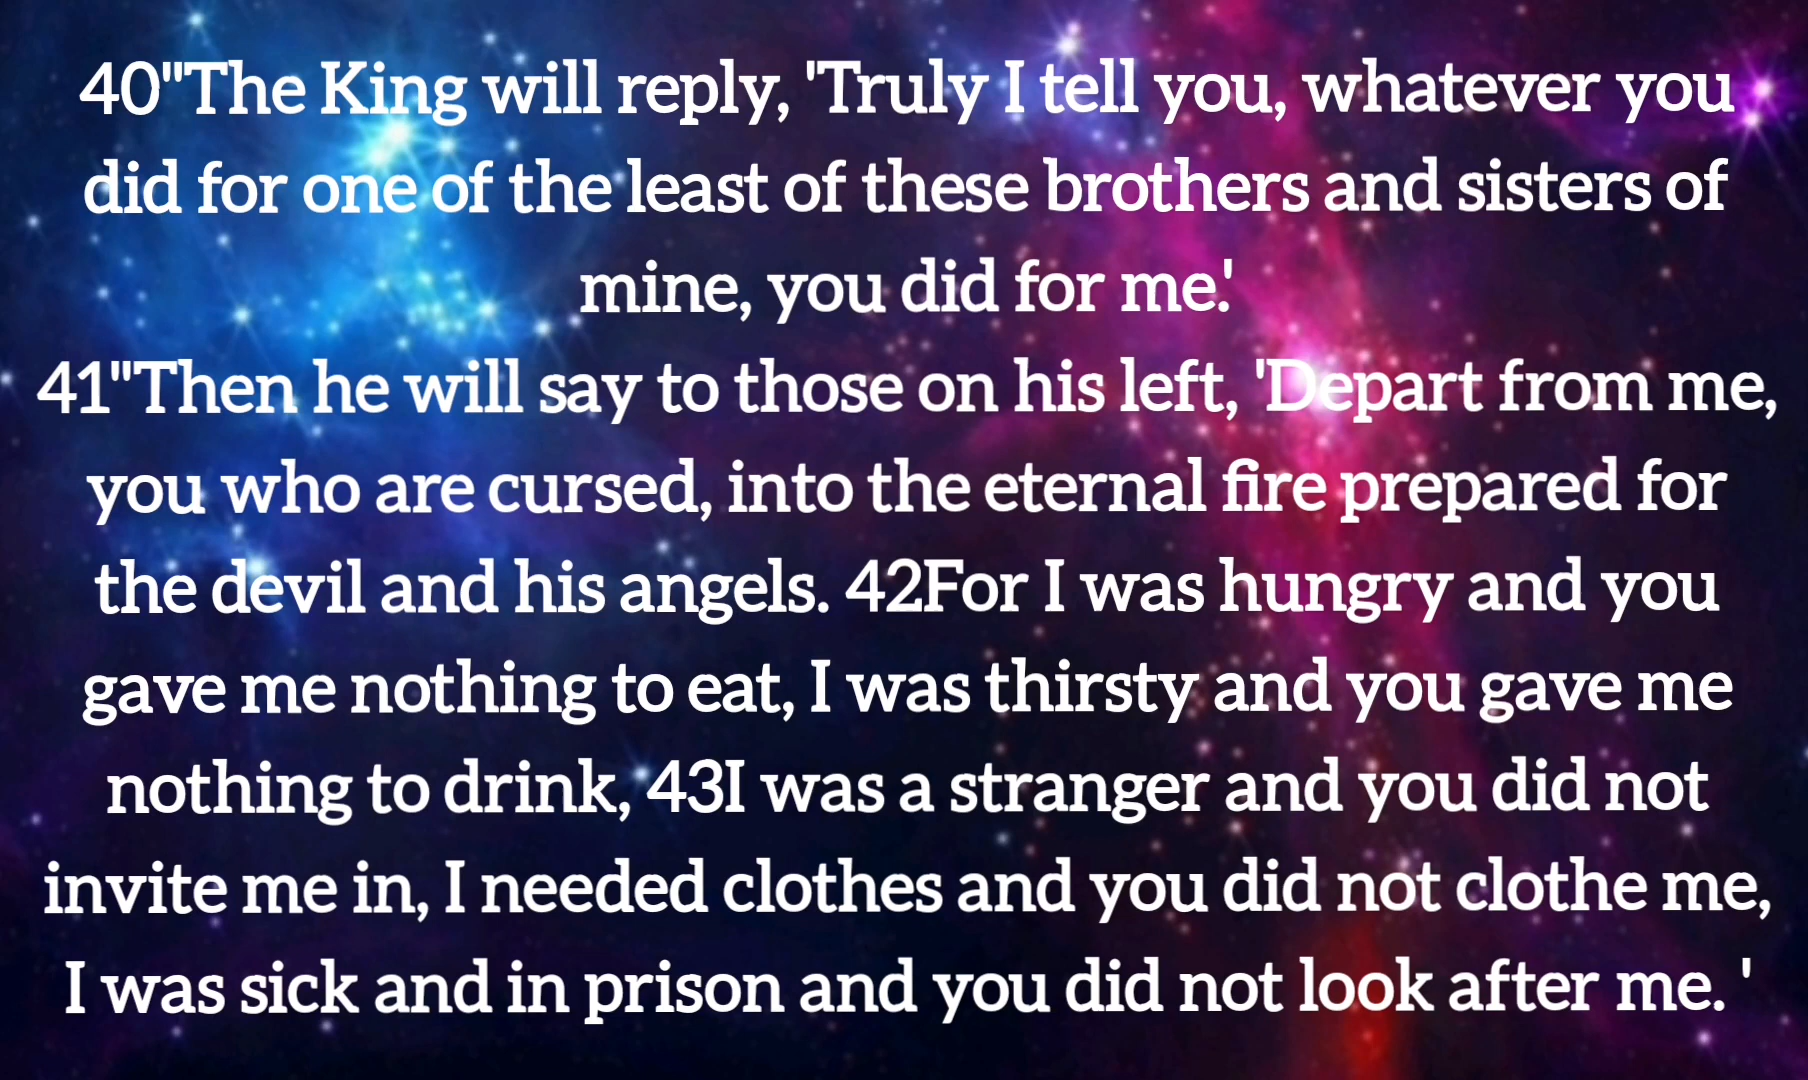 40"The King will reply, 'Truly I tell you, whatever you
did for one of the least of these brothers and sisters of
mine, you did for me.'
41"Then he will say to those on his left, 'Depart from me,
you who are cursed, into the eternal fire prepared for
the devil and his angels. 42For I was hungry and you
gave me nothing to eat, I was thirsty and you gave me
nothing to drink, 43I was a stranger and you did not
invite me in, I needed clothes and you did not clothe me,
I was sick and in prison and you did not look after me. '